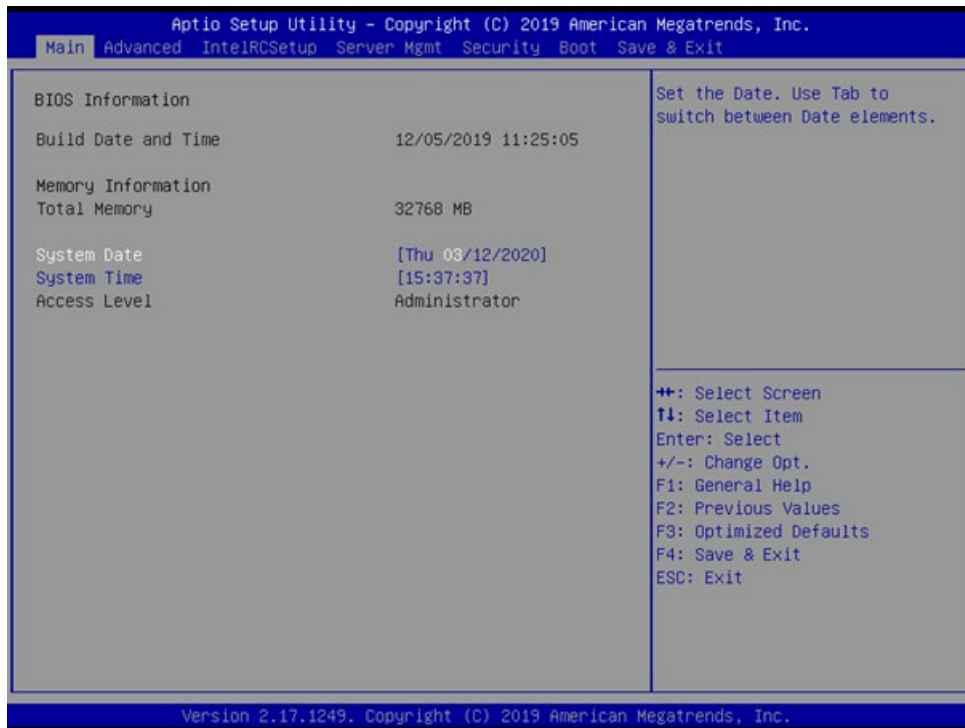 Aptio Setup Utility – Copyright (C) 2019 American Megatrends, Inc.
Main Advanced IntelRCSetup Server Mgmt Security Boot Save & Exit
BIOS Information
Build Date and Time 12/05/2019 11:25:05
Memory Information
Total Memory 32768 MB
System Date [Thu 03/12/2020]
System Time [15:37:37]
Access Level Administrator
Set the Date. Use Tab to
switch between Date elements.
→←: Select Screen
↑↓: Select Item
Enter: Select
+/-: Change Opt.
F1: General Help
F2: Previous Values
F3: Optimized Defaults
F4: Save & Exit
ESC: Exit
Version 2.17.1249. Copyright (C) 2019 American Megatrends, Inc.